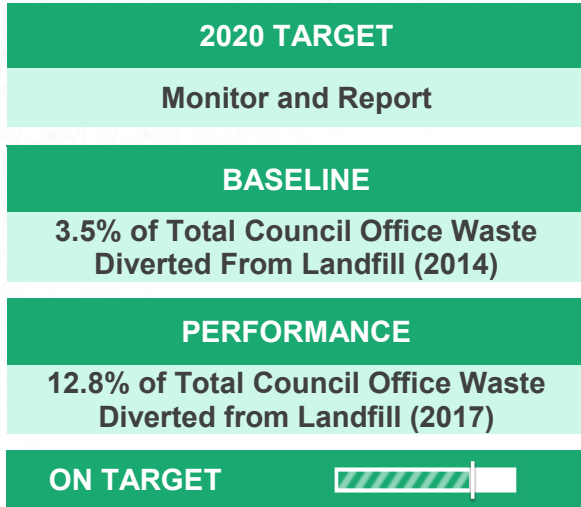 2020 TARGET
Monitor and Report
BASELINE
3.5% of Total Council Office Waste
Diverted From Landfill (2014)
PERFORMANCE
12.8% of Total Council Office Waste
Diverted from Landfill (2017)
ON TARGET